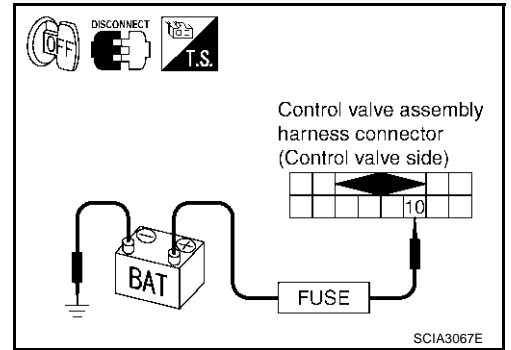 OFF
DISCONNECT
T.S.
Control valve assembly
harness connector
(Control valve side)
10
BAT
FUSE
SCIA3067E